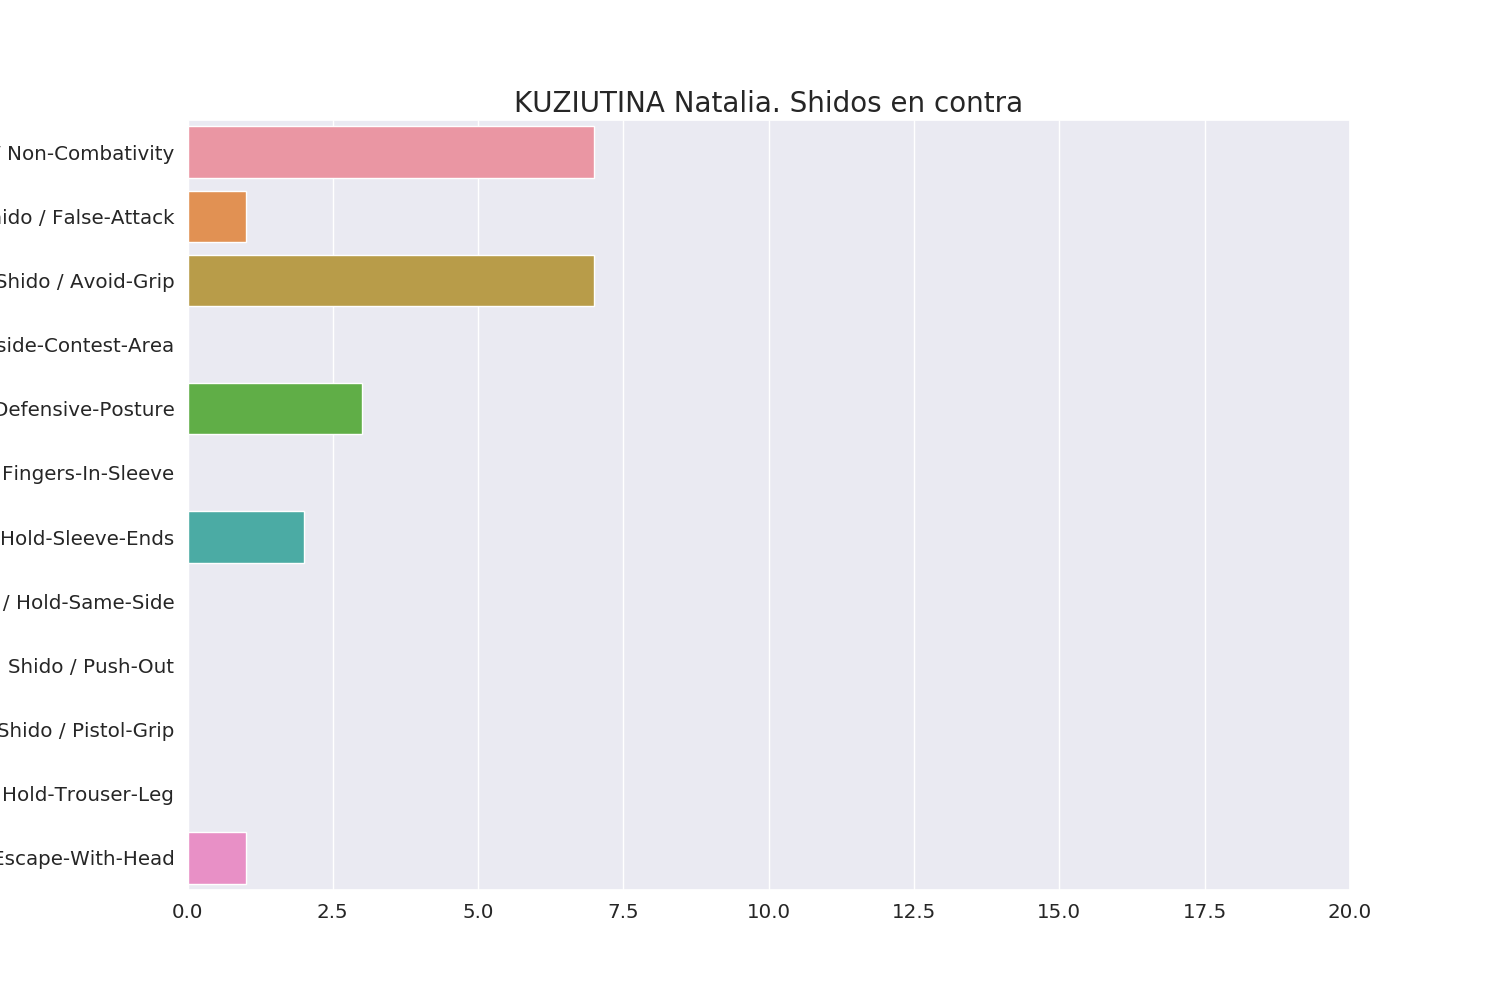 KUZIUTINA Natalia. Shidos en contra
/ Non-Combativity
ido / False-Attack
Shido / Avoid-Grip
side-Contest-Area
Defensive-Posture
Fingers-In-Sleeve
Hold-Sleeve-Ends
/ Hold-Same-Side
Shido / Push-Out
Shido / Pistol-Grip
Hold-Trouser-Leg
Escape-With-Head
0.0 2.5 5.0 7.5 10.0 12.5 15.0 17.5 20.0